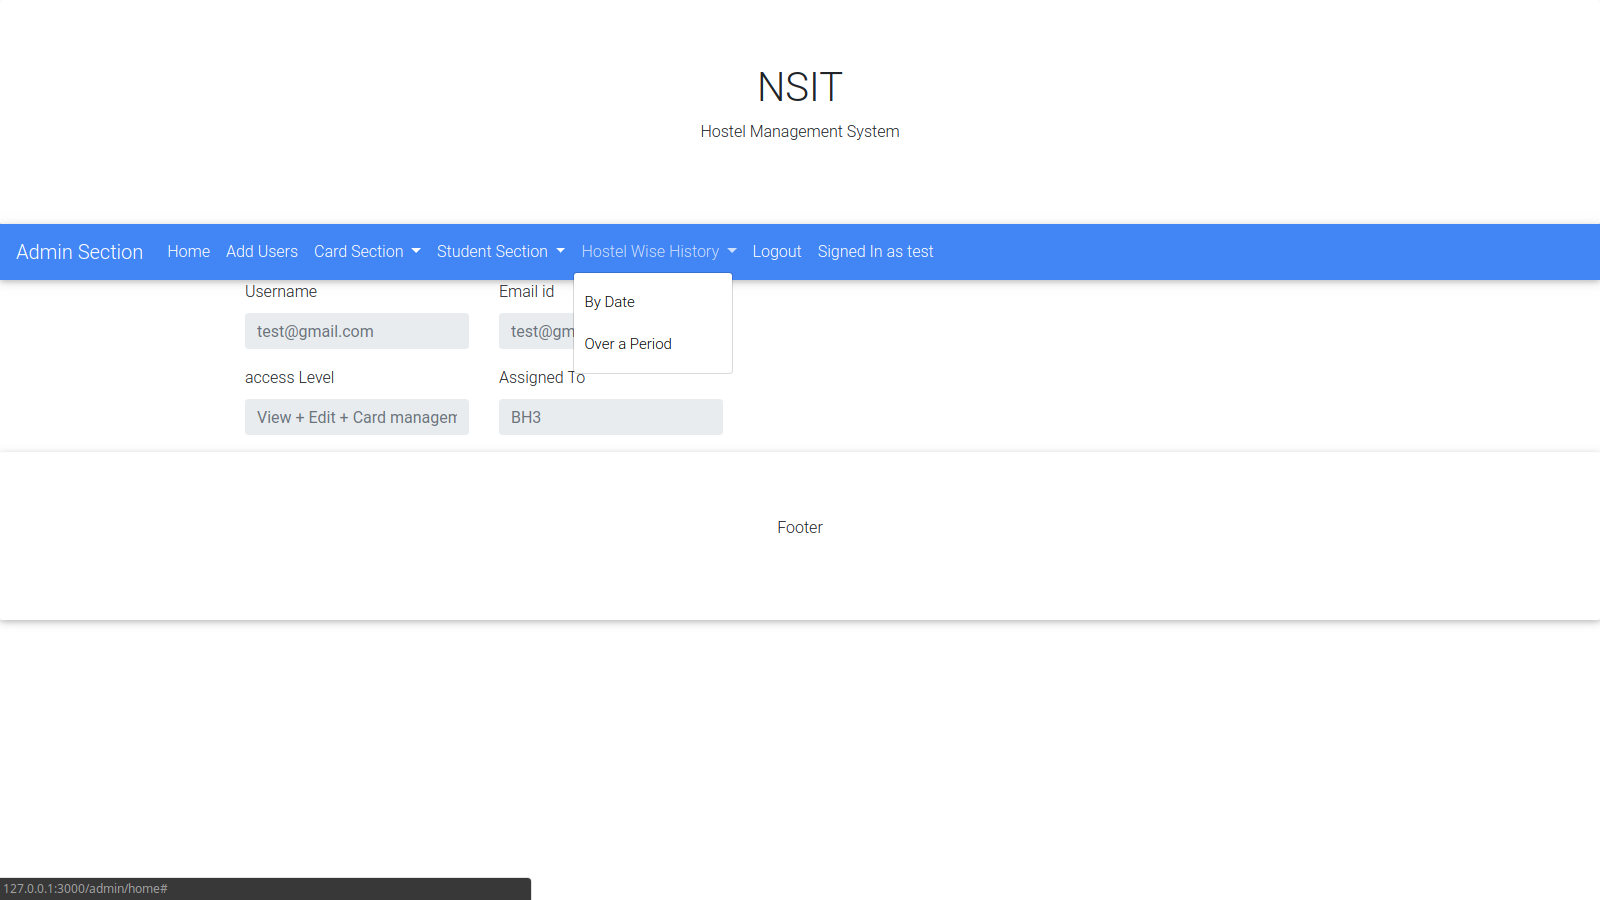 NSIT
Hostel Management System
Admin Section Home Add Users Card Section Student Section Hostel Wise History Logout Signed In as test
By Date
Over a Period
Username Email id
test@gmail.com test@gm
access Level Assigned To
View + Edit + Card managem BH3
Footer
127.0.0.1:3000/admin/home#